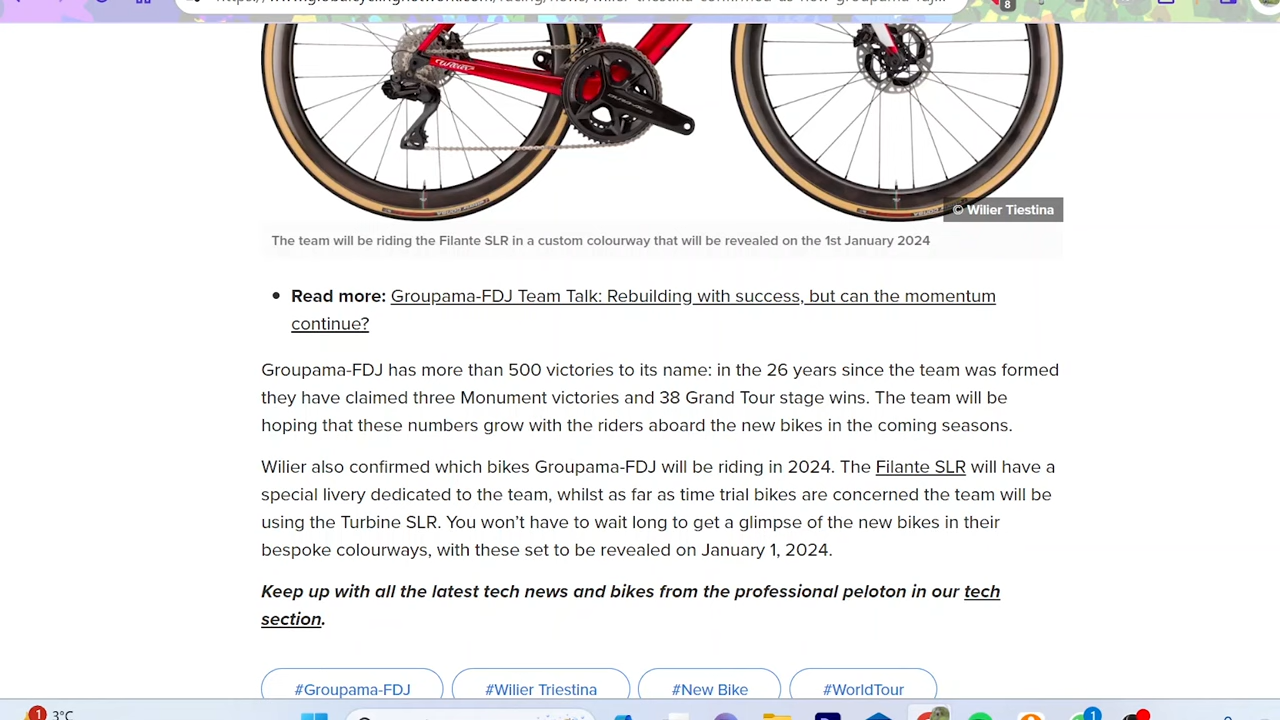 8
Wilier
© Wilier Tiestina
The team will be riding the Filante SLR in a custom colourway that will be revealed on the 1st January 2024
Read more: Groupama-FDJ Team Talk: Rebuilding with success, but can the momentum
continue?
Groupama-FDJ has more than 500 victories to its name: in the 26 years since the team was formed
they have claimed three Monument victories and 38 Grand Tour stage wins. The team will be
hoping that these numbers grow with the riders aboard the new bikes in the coming seasons.
Wilier also confirmed which bikes Groupama-FDJ will be riding in 2024. The Filante SLR will have a
special livery dedicated to the team, whilst as far as time trial bikes are concerned the team will be
using the Turbine SLR. You won't have to wait long to get a glimpse of the new bikes in their
bespoke colourways, with these set to be revealed on January 1, 2024.
Keep up with all the latest tech news and bikes from the professional peloton in our tech
section.
#Groupama-FDJ #Wilier Triestina #New Bike #WorldTour
1 3°C 1